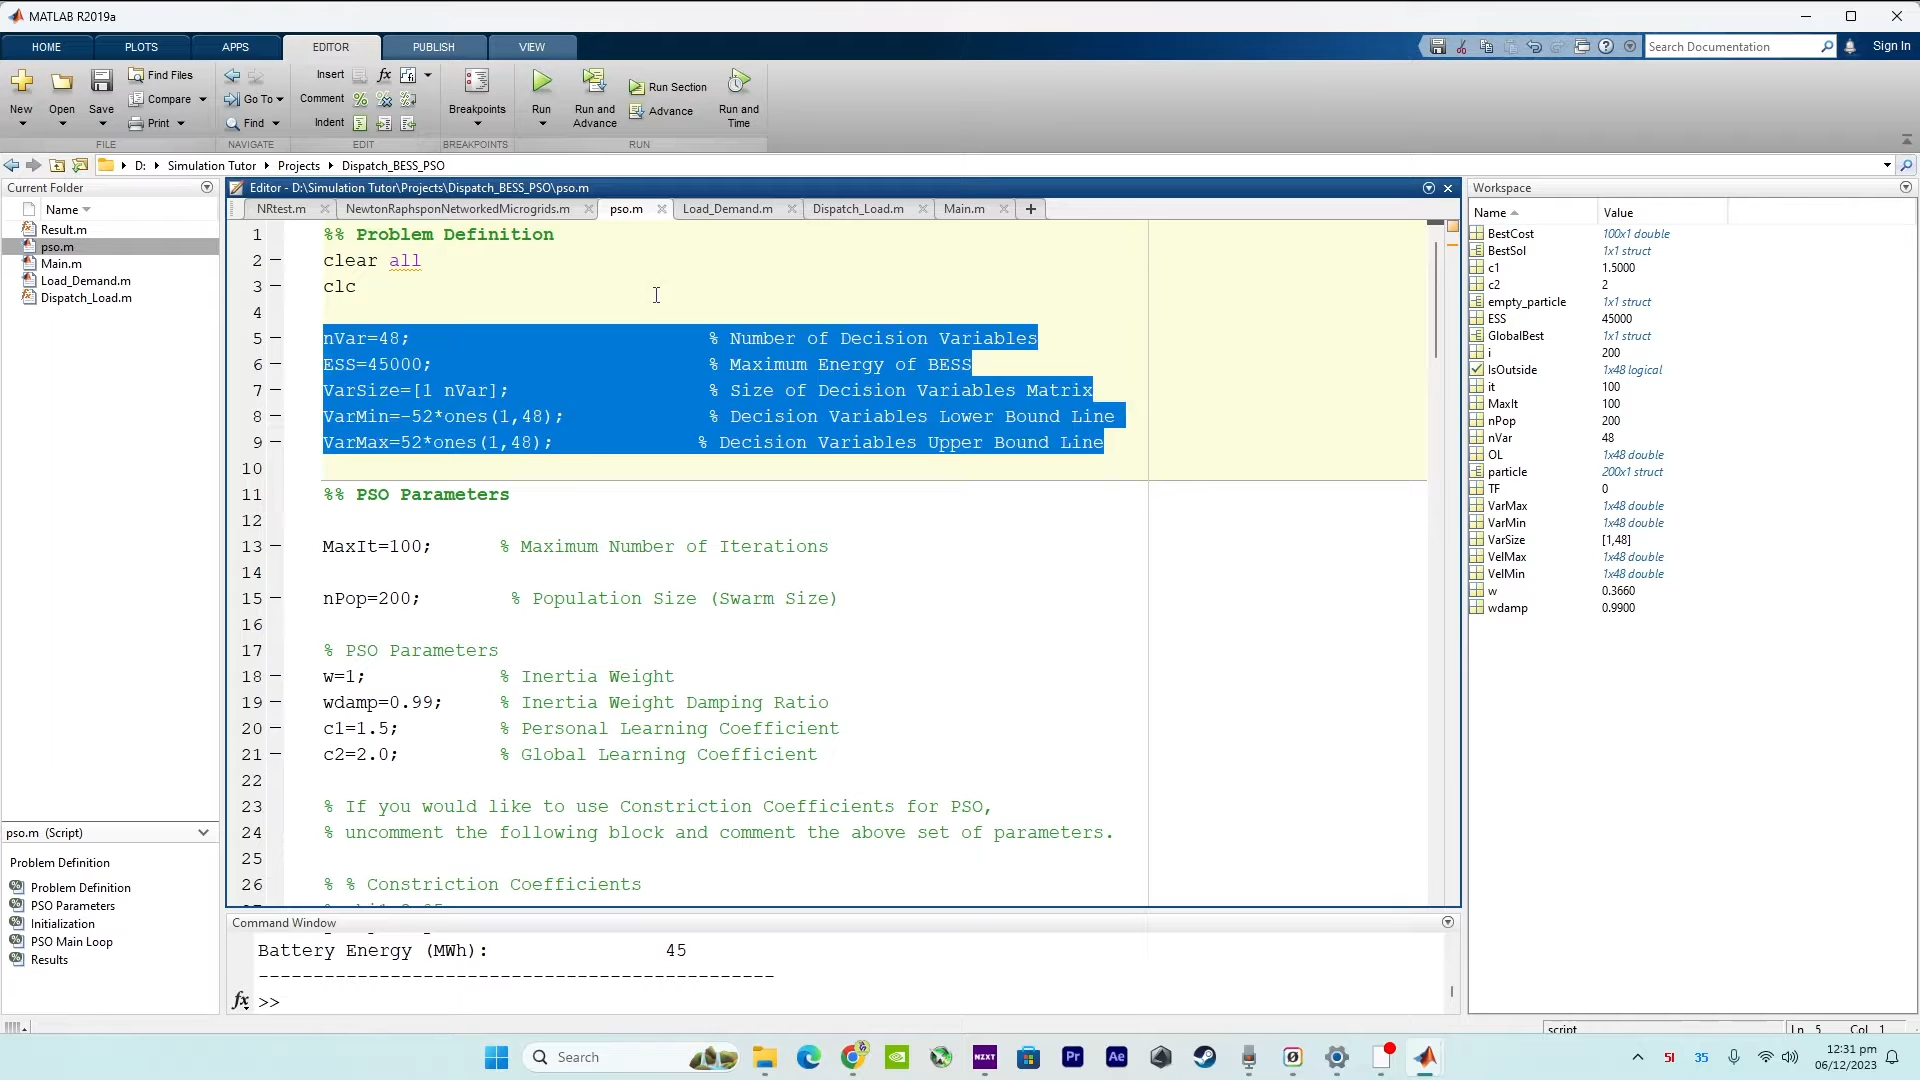 MATLAB R2019a
HOME PLOTS APPS EDITOR PUBLISH VIEW
Search Documentation
Sign In
New Open Save
Find Files
Compare
Print
FILE
Go To
Find
NAVIGATE
Insert fx
Comment
Indent
EDIT
Breakpoints
BREAKPOINTS
Run
Run and Advance
Run Section
Advance
Run and Time
RUN
D: Simulation Tutor Projects Dispatch_BESS_PSO
Current Folder
Name
Result.m
pso.m
Main.m
Load_Demand.m
Dispatch_Load.m
pso.m (Script)
Problem Definition
Problem Definition
PSO Parameters
Initialization
PSO Main Loop
Results
Editor - D:\Simulation Tutor\Projects\Dispatch_BESS_PSO\pso.m
NRtest.m NewtonRaphsponNetworkedMicrogrids.m pso.m Load_Demand.m Dispatch_Load.m Main.m
1 %% Problem Definition
2 clear all
3 clc
4
5 nVar=48; % Number of Decision Variables
6 ESS=45000; % Maximum Energy of BESS
7 VarSize=[1 nVar]; % Size of Decision Variables Matrix
8 VarMin=-52*ones(1,48); % Decision Variables Lower Bound Line
9 VarMax=52*ones(1,48); % Decision Variables Upper Bound Line
10
11 %% PSO Parameters
12
13 MaxIt=100; % Maximum Number of Iterations
14
15 nPop=200; % Population Size (Swarm Size)
16
17 % PSO Parameters
18 w=1; % Inertia Weight
19 wdamp=0.99; % Inertia Weight Damping Ratio
20 c1=1.5; % Personal Learning Coefficient
21 c2=2.0; % Global Learning Coefficient
22
23 % If you would like to use Constriction Coefficients for PSO,
24 % uncomment the following block and comment the above set of parameters.
25
26 % % Constriction Coefficients
Command Window
Battery Energy (MWh): 45
-----------------------------------------------
fx >>
Workspace
Name Value
BestCost 100x1 double
BestSol 1x1 struct
c1 1.5000
c2 2
empty_particle 1x1 struct
ESS 45000
GlobalBest 1x1 struct
i 200
IsOutside 1x48 logical
it 100
MaxIt 100
nPop 200
nVar 48
OL 1x48 double
particle 200x1 struct
TF 0
VarMax 1x48 double
VarMin 1x48 double
VarSize [1,48]
VelMax 1x48 double
VelMin 1x48 double
w 0.3660
wdamp 0.9900
script
Ln 5 Col 1
Search
NZXT
Pr
Ae
51
35
12:31 pm
06/12/2023